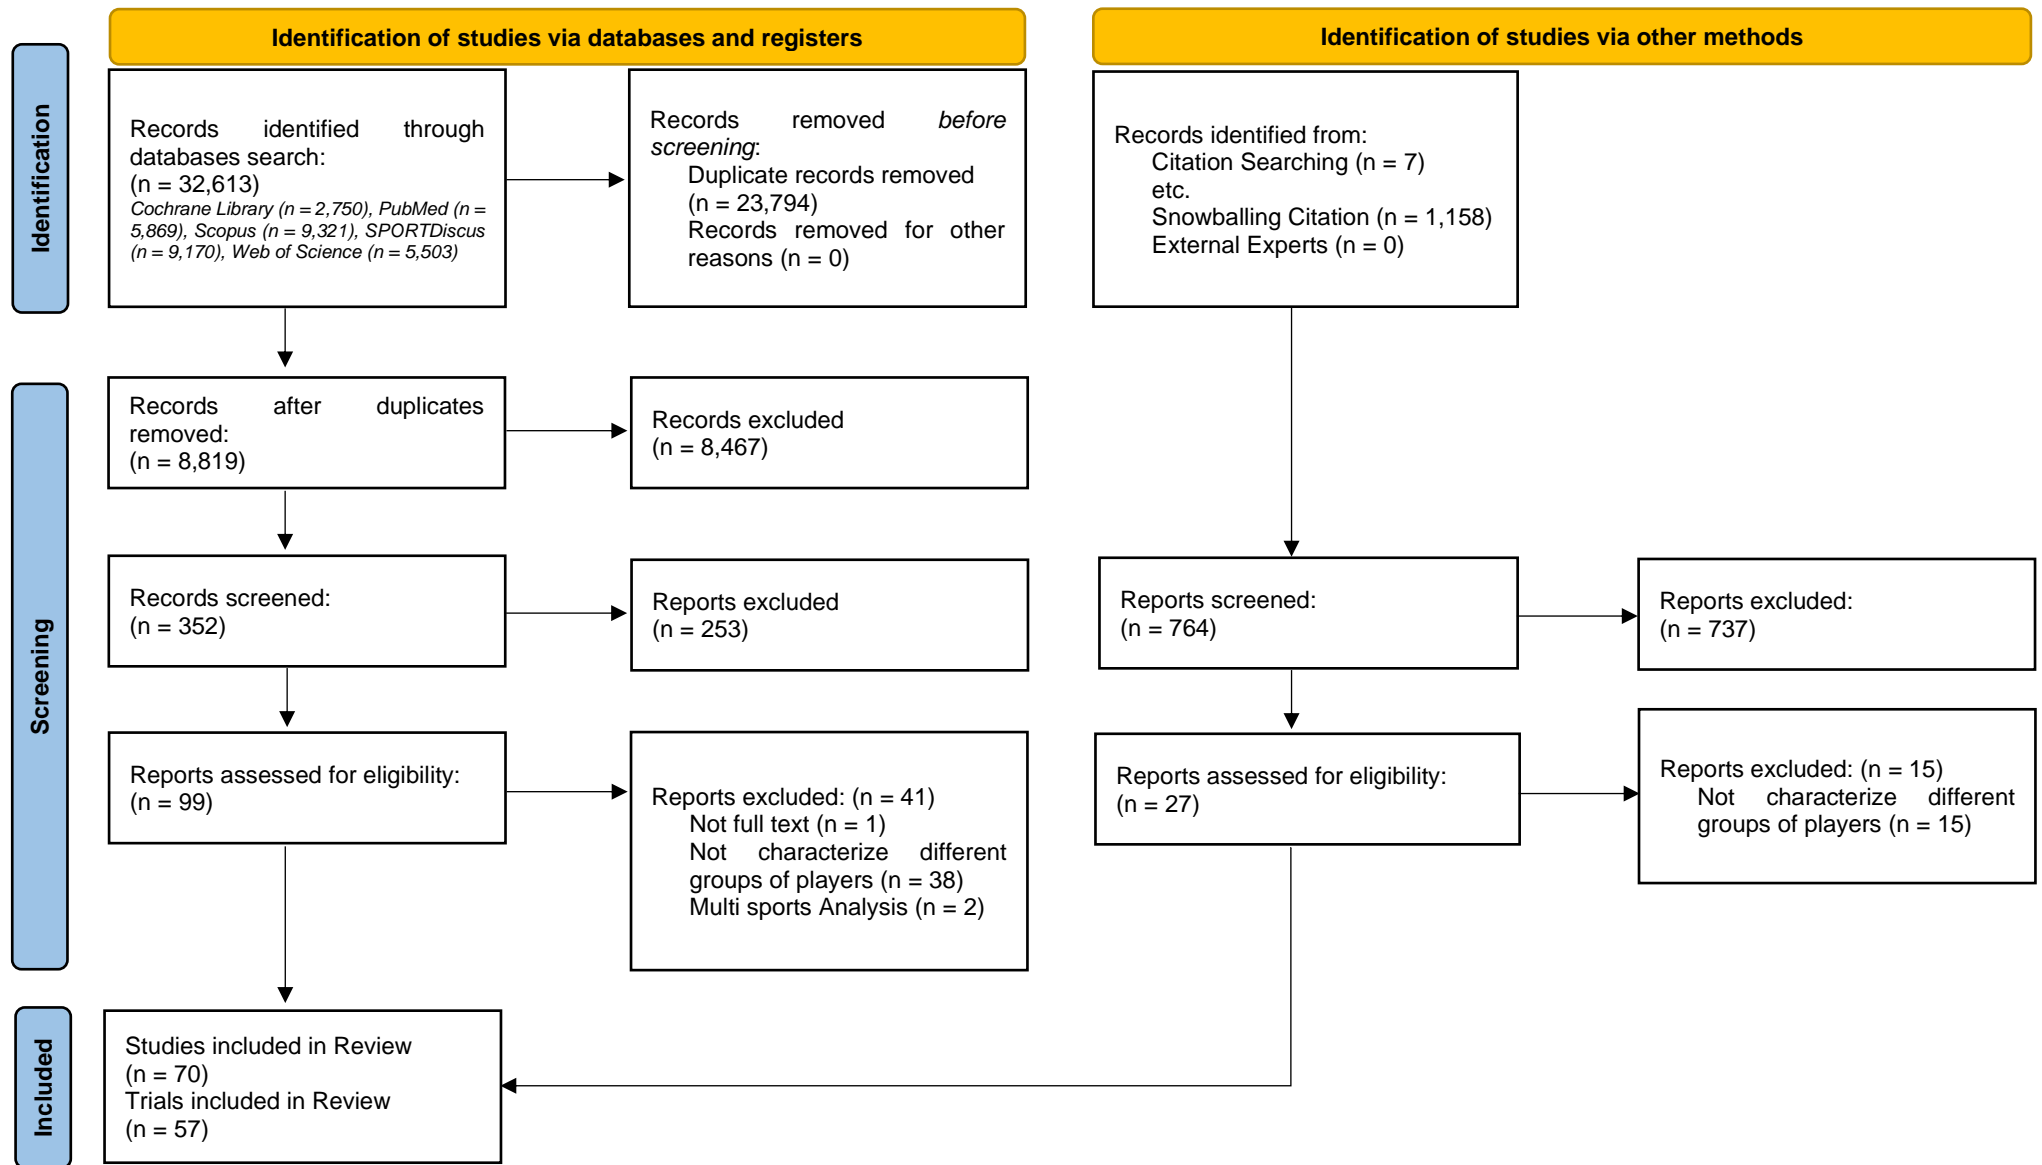 Identification of studies via databases and registers
Identification of studies via other methods
Identification
Records identified through
databases search:
(n = 32,613)
Cochrane Library (n = 2,750), PubMed (n =
5,869), Scopus (n = 9,321), SPORTDiscus
(n = 9,170), Web of Science (n = 5,503)
Records removed before
screening:
Duplicate records removed
(n = 23,794)
Records removed for other
reasons (n = 0)
Records identified from:
Citation Searching (n = 7)
etc.
Snowballing Citation (n = 1,158)
External Experts (n = 0)
Screening
Records after duplicates
removed:
(n = 8,819)
Records excluded
(n = 8,467)
Records screened:
(n = 352)
Reports excluded
(n = 253)
Reports screened:
(n = 764)
Reports excluded:
(n = 737)
Reports assessed for eligibility:
(n = 99)
Reports excluded: (n = 41)
Not full text (n = 1)
Not characterize different
groups of players (n = 38)
Multi sports Analysis (n = 2)
Reports assessed for eligibility:
(n = 27)
Reports excluded: (n = 15)
Not characterize different
groups of players (n = 15)
Included
Studies included in Review
(n = 70)
Trials included in Review
(n = 57)